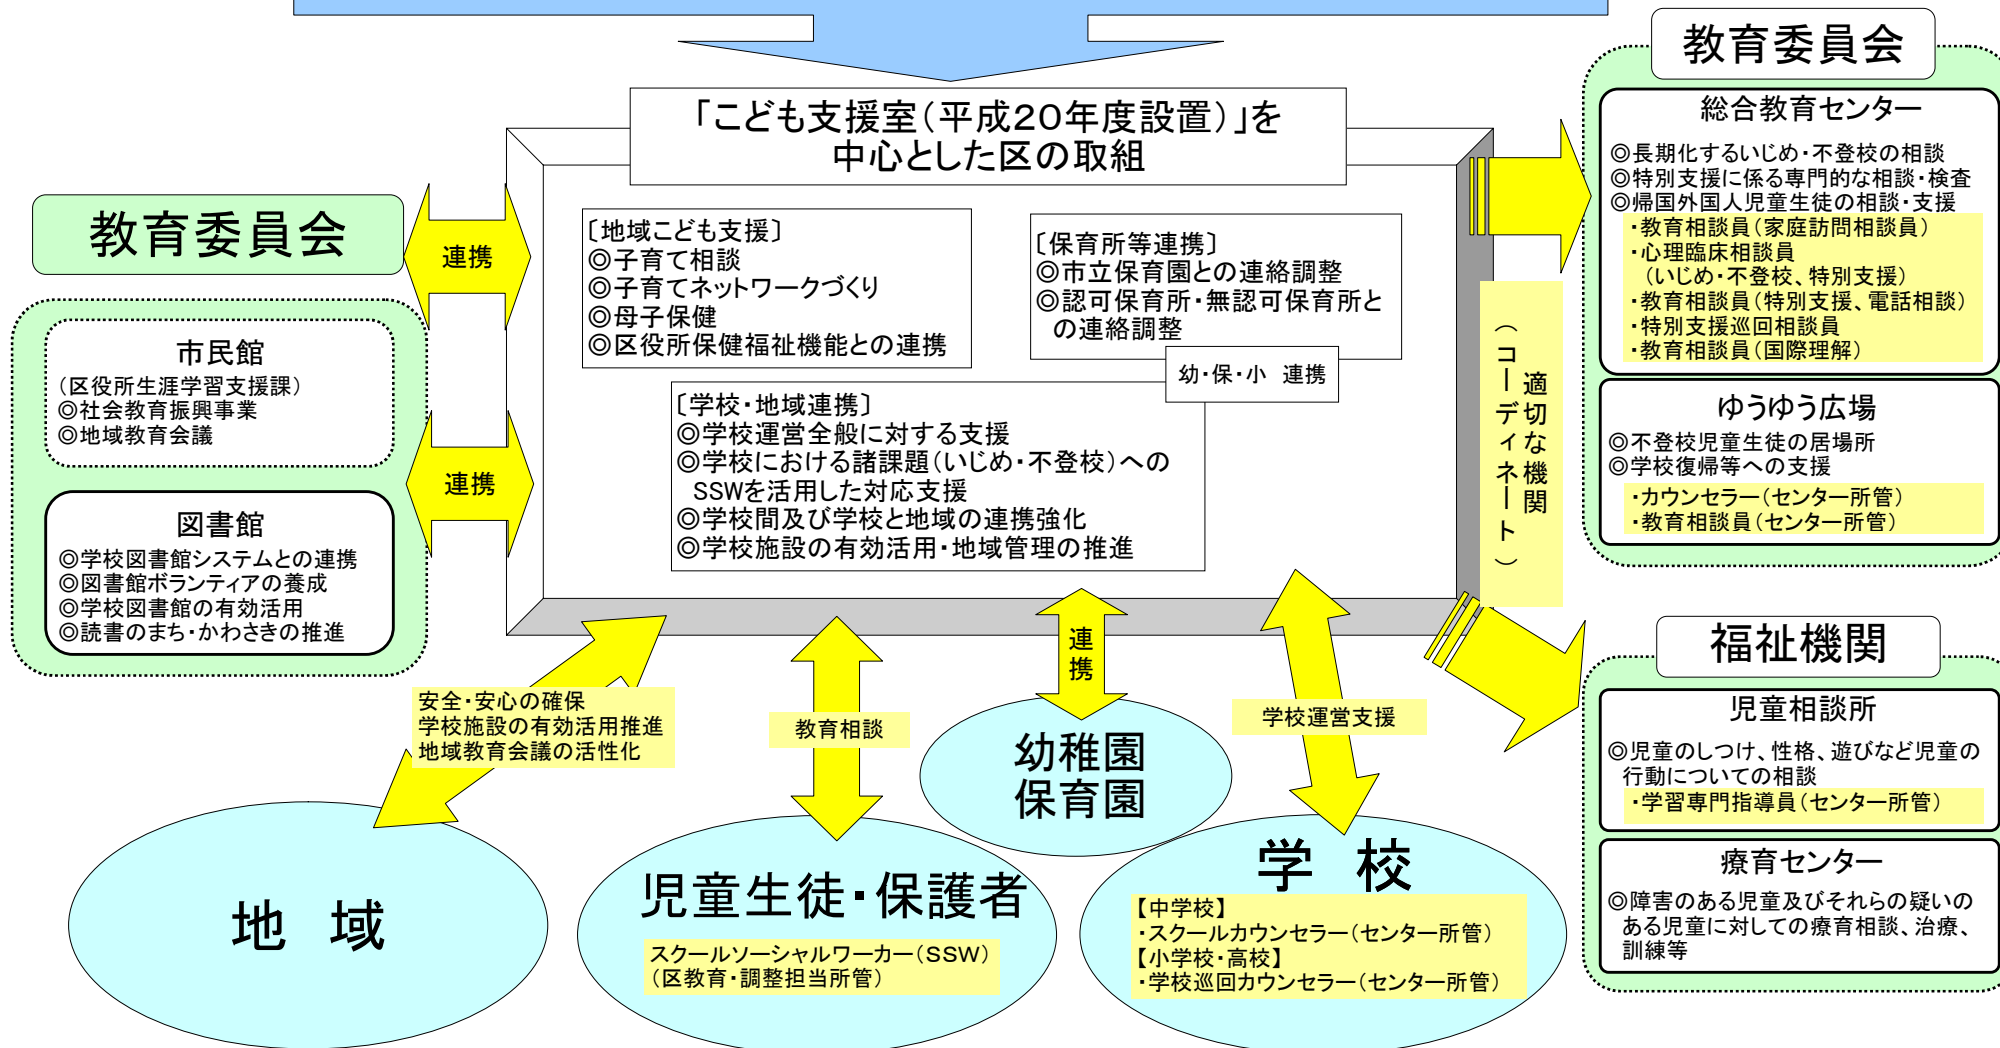 「こども支援室（平成２０年度設置）」を
中心とした区の取組
教育委員会
市民館
（区役所生涯学習支援課）
◎社会教育振興事業
◎地域教育会議
図書館
◎学校図書館システムとの連携
◎図書館ボランティアの養成
◎学校図書館の有効活用
◎読書のまち・かわさきの推進
連携
連携
〔地域こども支援〕
◎子育て相談
◎子育てネットワークづくり
◎母子保健
◎区役所保健福祉機能との連携
〔保育所等連携〕
◎市立保育園との連絡調整
◎認可保育所・無認可保育所と
の連絡調整
幼・保・小　連携
〔学校・地域連携〕
◎学校運営全般に対する支援
◎学校における諸課題（いじめ・不登校）への
SSWを活用した対応支援
◎学校間及び学校と地域の連携強化
◎学校施設の有効活用・地域管理の推進
適切な機関
（コーディネート）
教育委員会
総合教育センター
◎長期化するいじめ・不登校の相談
◎特別支援に係る専門的な相談・検査
◎帰国外国人児童生徒の相談・支援
・教育相談員（家庭訪問相談員）
・心理臨床相談員
（いじめ・不登校、特別支援）
・教育相談員（特別支援、電話相談）
・特別支援巡回相談員
・教育相談員（国際理解）
ゆうゆう広場
◎不登校児童生徒の居場所
◎学校復帰等への支援
・カウンセラー（センター所管）
・教育相談員（センター所管）
福祉機関
児童相談所
◎児童のしつけ、性格、遊びなど児童の
行動についての相談
・学習専門指導員（センター所管）
療育センター
◎障害のある児童及びそれらの疑いの
ある児童に対しての療育相談、治療、
訓練等
安全・安心の確保
学校施設の有効活用推進
地域教育会議の活性化
教育相談
連携
学校運営支援
地　域
児童生徒・保護者
スクールソーシャルワーカー（SSW）
（区教育・調整担当所管）
幼稚園
保育園
学　校
【中学校】
・スクールカウンセラー（センター所管）
【小学校・高校】
・学校巡回カウンセラー（センター所管）